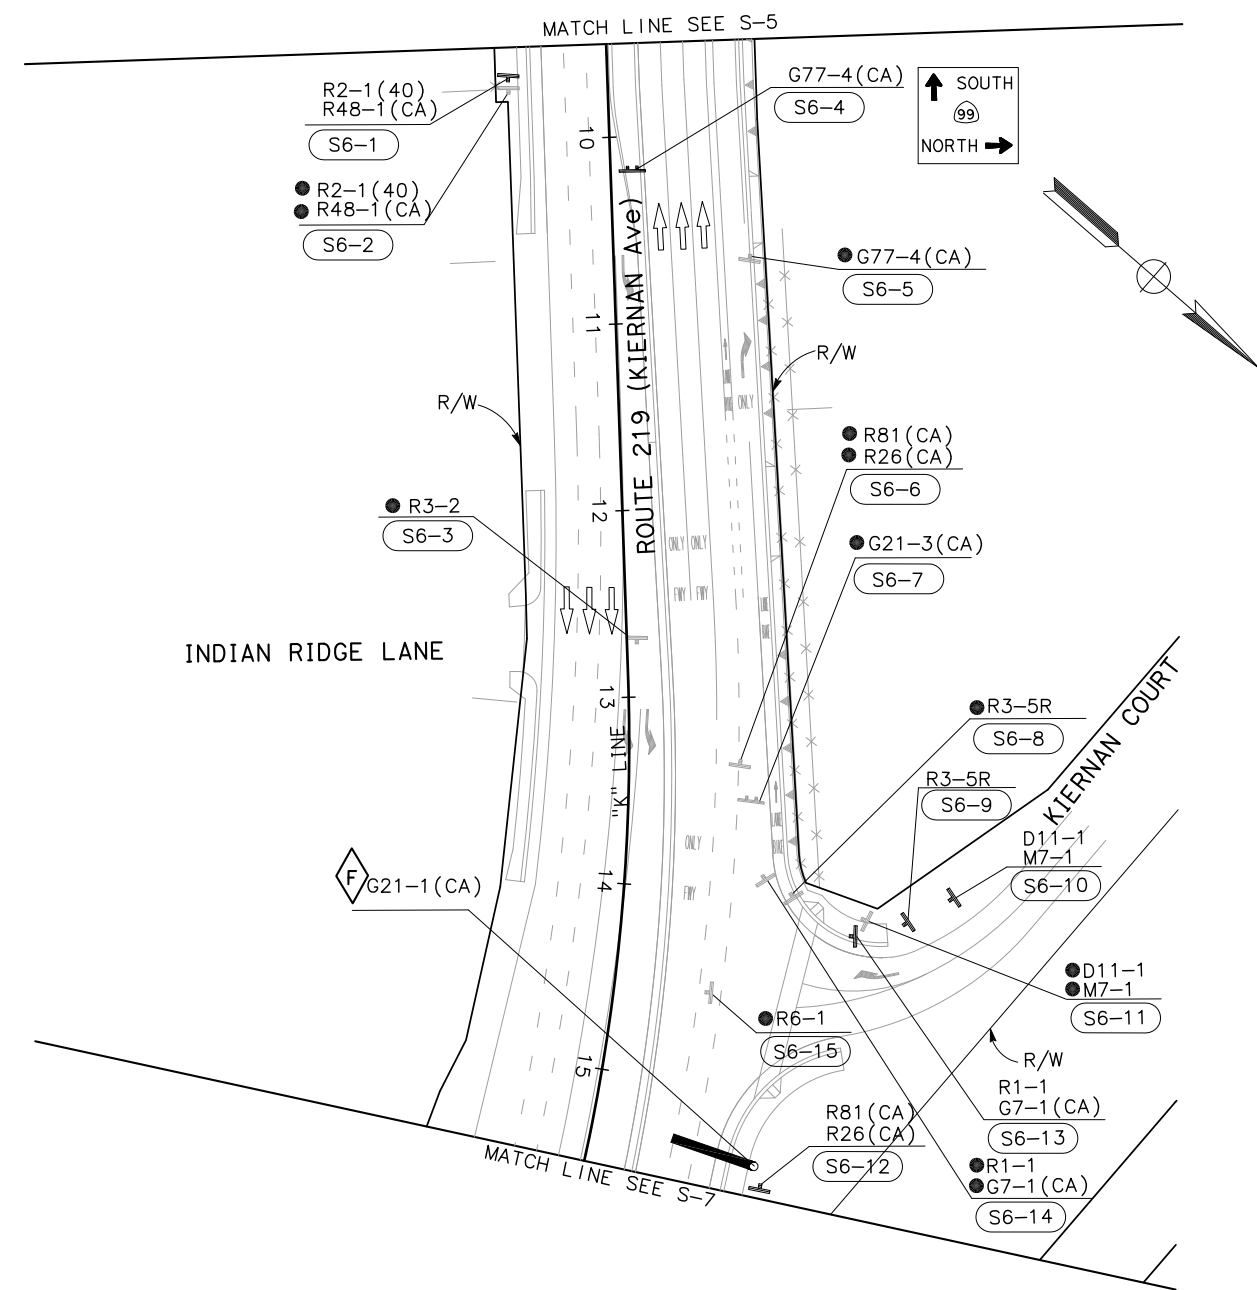 MATCH LINE SEE S-5
R2-1(40)
R48-1(CA)
S6-1
R2-1(40)
R48-1(CA)
S6-2
G77-4(CA)
S6-4
SOUTH
99
NORTH
10
G77-4(CA)
S6-5
11
R/W
R/W
ROUTE 219 (KIERNAN Ave)
ONLY
R81(CA)
R26(CA)
S6-6
R3-2
S6-3
12
ONLY ONLY
FWY FWY
G21-3(CA)
S6-7
LANE
BIKE
INDIAN RIDGE LANE
13
"K" LINE
R3-5R
S6-8
KIERNAN COURT
R3-5R
S6-9
LANE
BIKE
ONLY
FWY
D11-1
M7-1
S6-10
F
G21-1(CA)
14
D11-1
M7-1
S6-11
R6-1
S6-15
R/W
15
R1-1
G7-1(CA)
S6-13
R81(CA)
R26(CA)
S6-12
R1-1
G7-1(CA)
S6-14
MATCH LINE SEE S-7